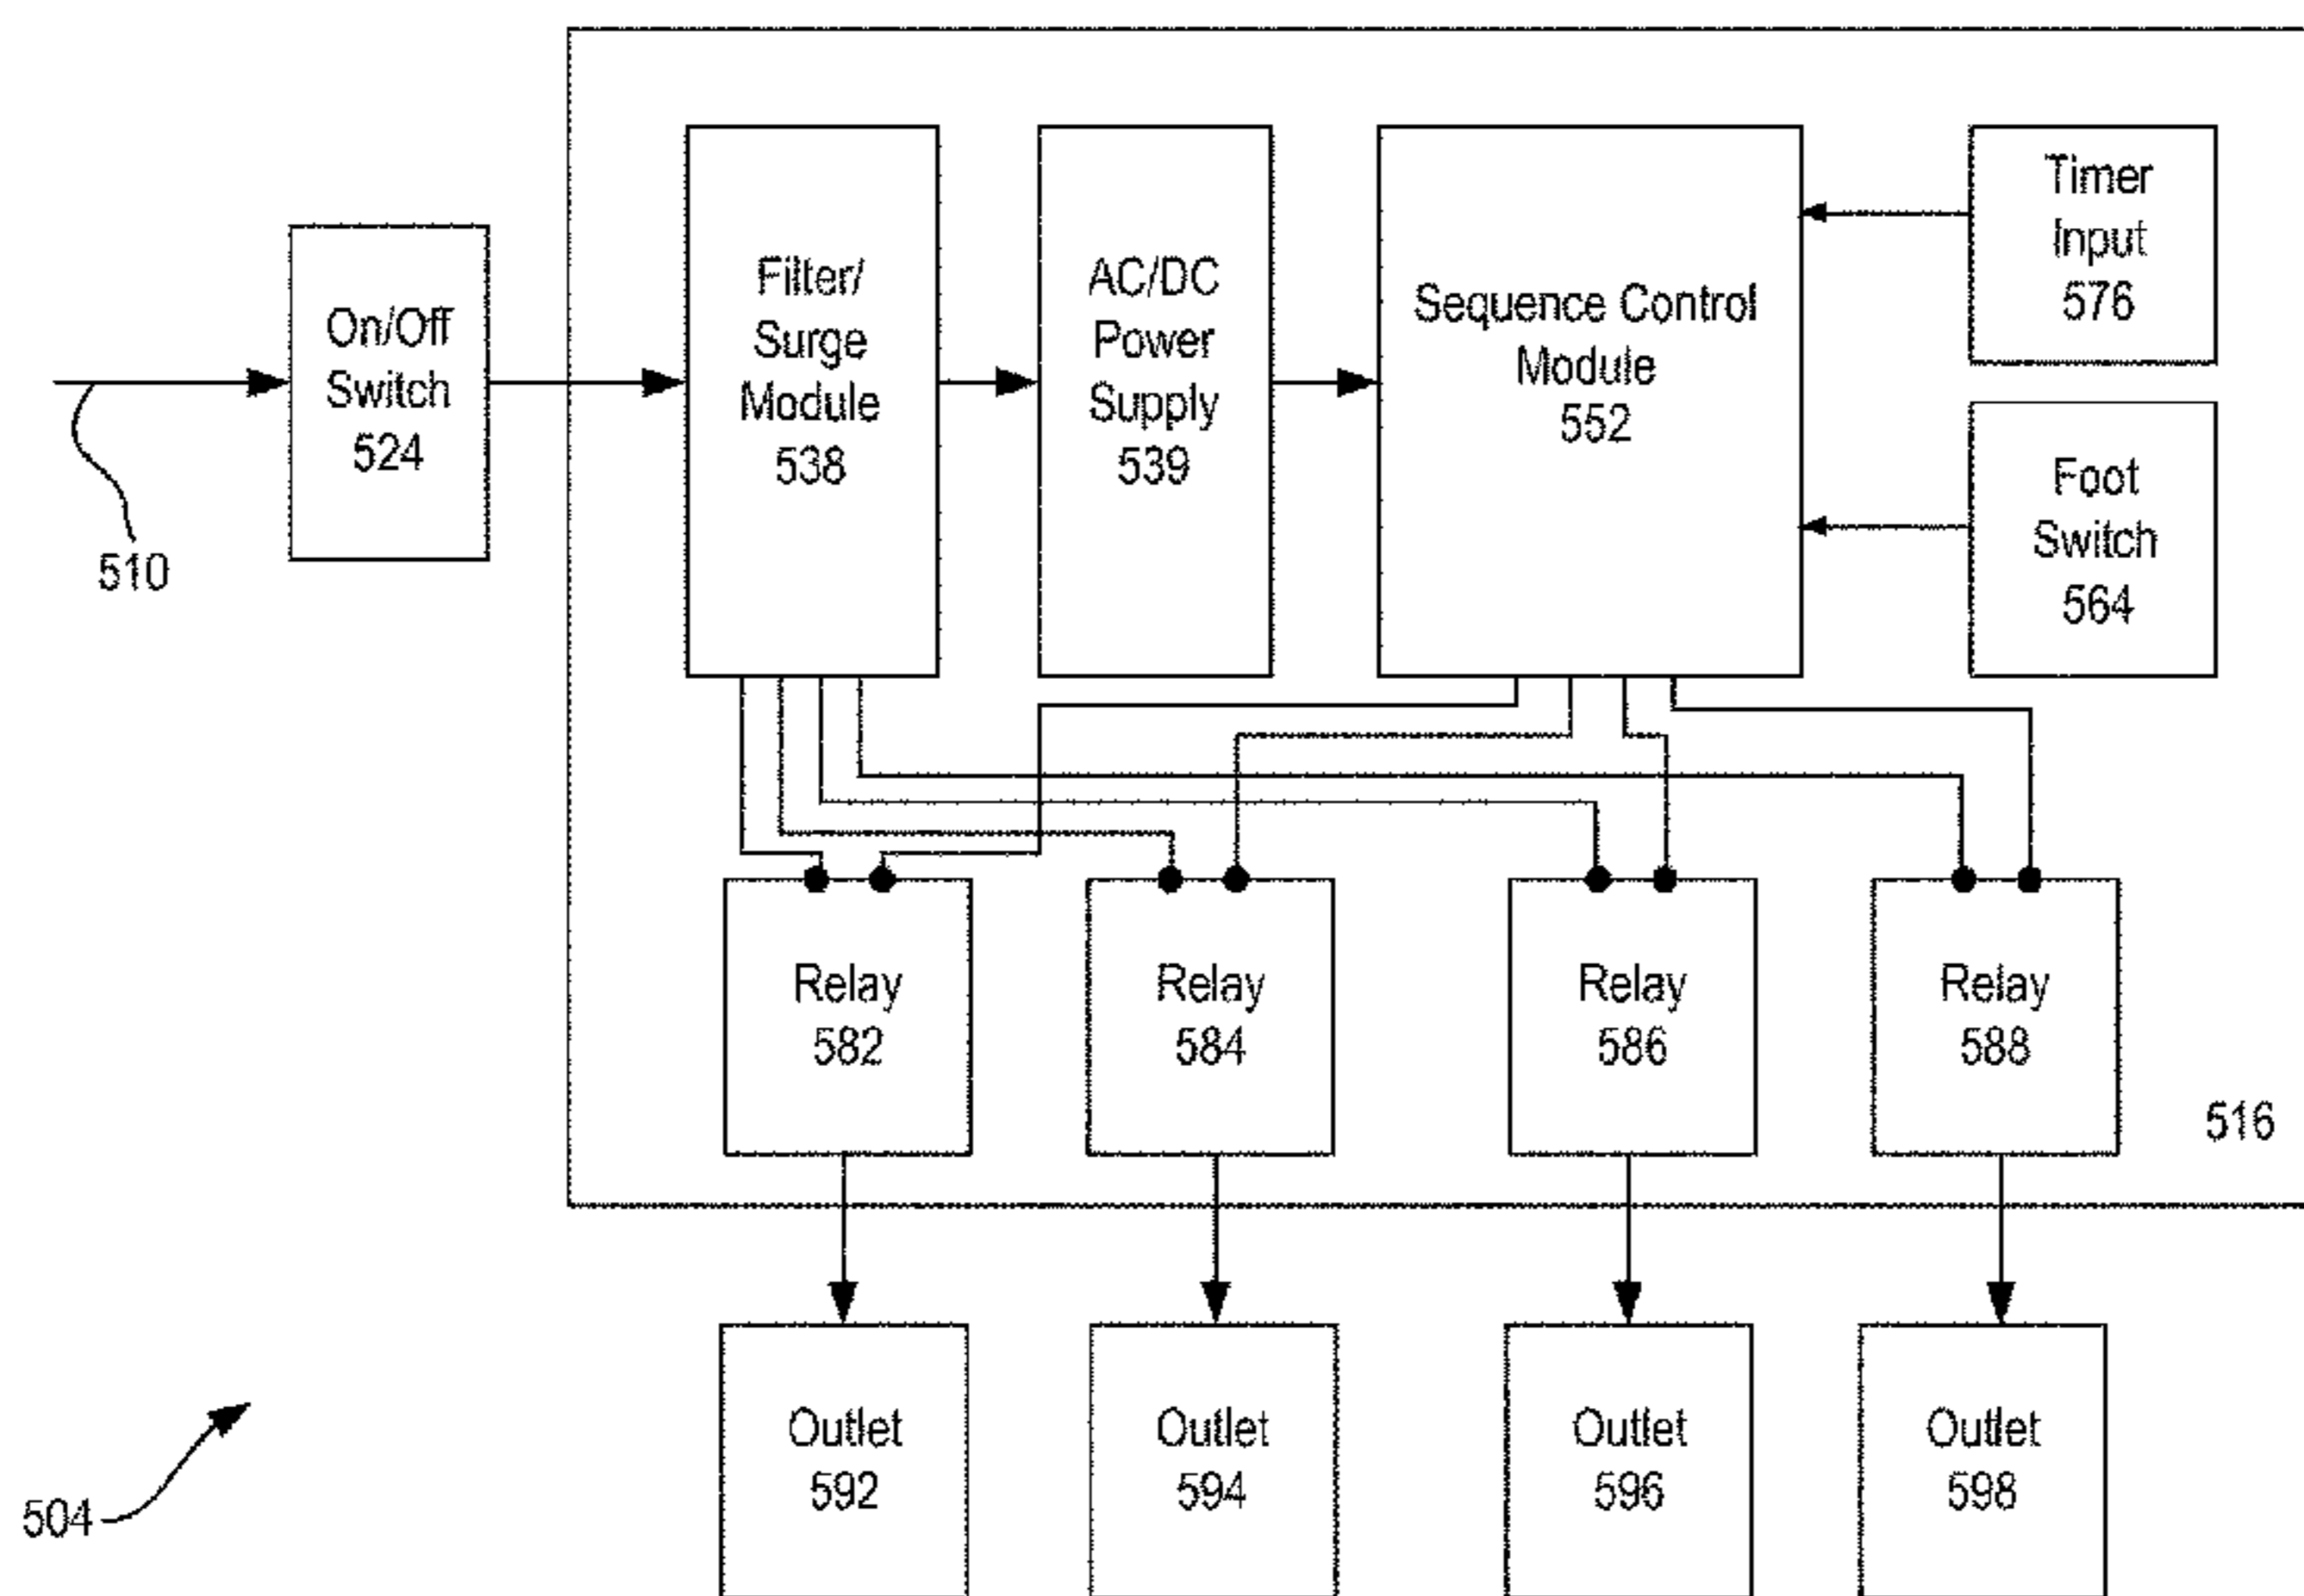 On/Off
Switch
524
510
Filter/
Surge
Module
538
AC/DC
Power
Supply
539
Sequence Control
Module
552
Timer
Input
576
Foot
Switch
564
Relay
582
Relay
584
Relay
586
Relay
588
516
Outlet
592
Outlet
594
Outlet
596
Outlet
598
504